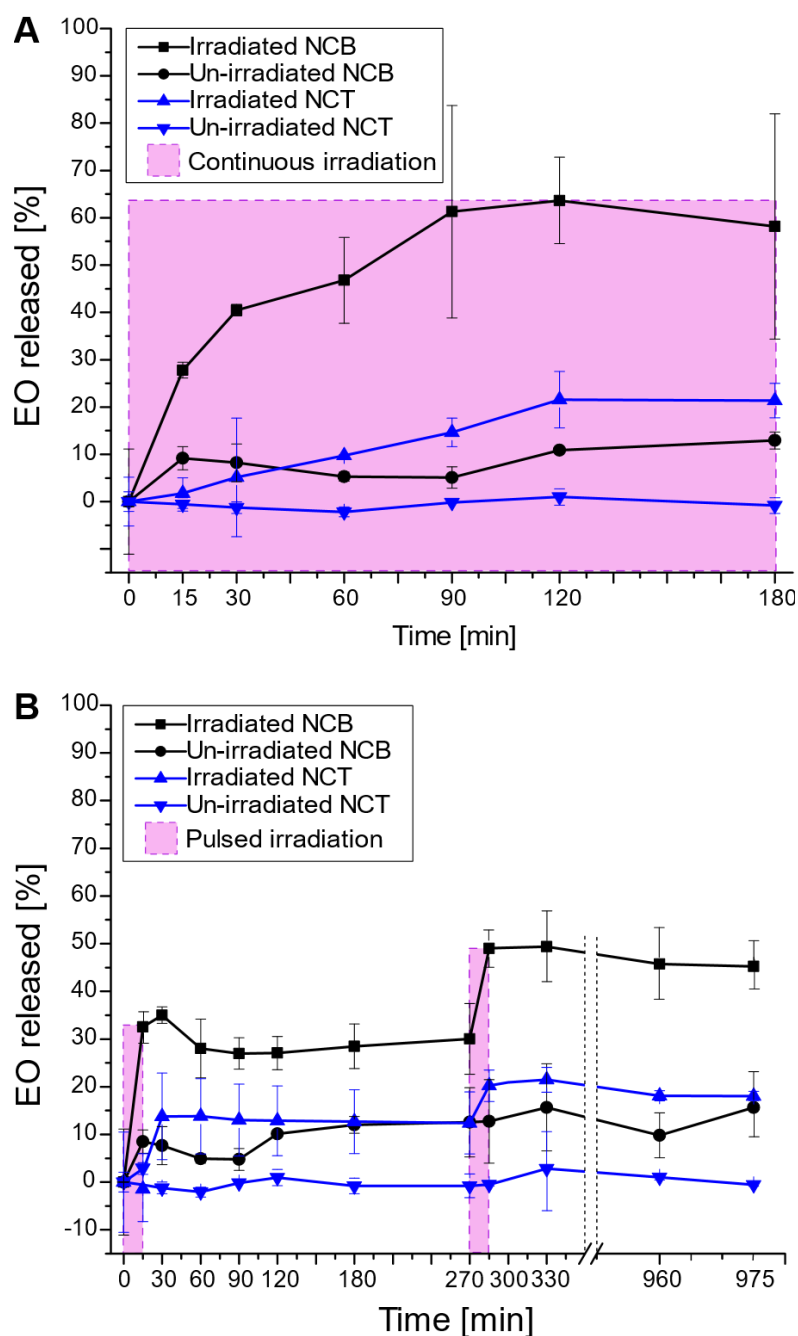 A
100
90
80
70
60
50
40
30
20
10
0
EO released [%]
Irradiated NCB
Un-irradiated NCB
Irradiated NCT
Un-irradiated NCT
Continuous irradiation
0 15 30 60 90 120 180
Time [min]
B
100
90
80
70
60
50
40
30
20
10
0
-10
EO released [%]
Irradiated NCB
Un-irradiated NCB
Irradiated NCT
Un-irradiated NCT
Pulsed irradiation
0 30 60 90 120 180 270 300 330 960 975
Time [min]